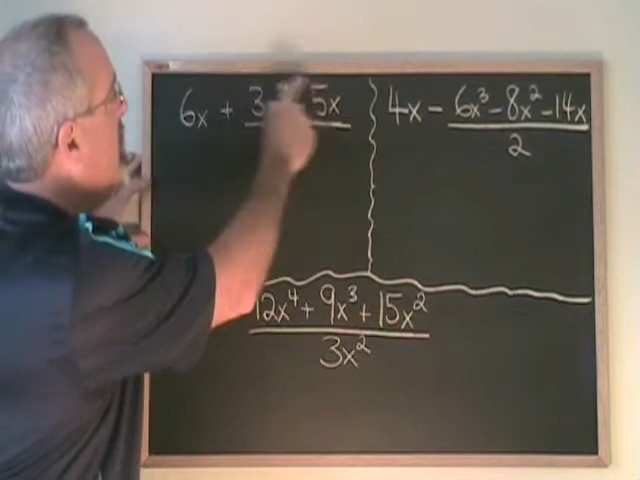 6x + 3 5x
4x - 6x³ - 8x² - 14x
2
12x⁴ + 9x³ + 15x²
3x²